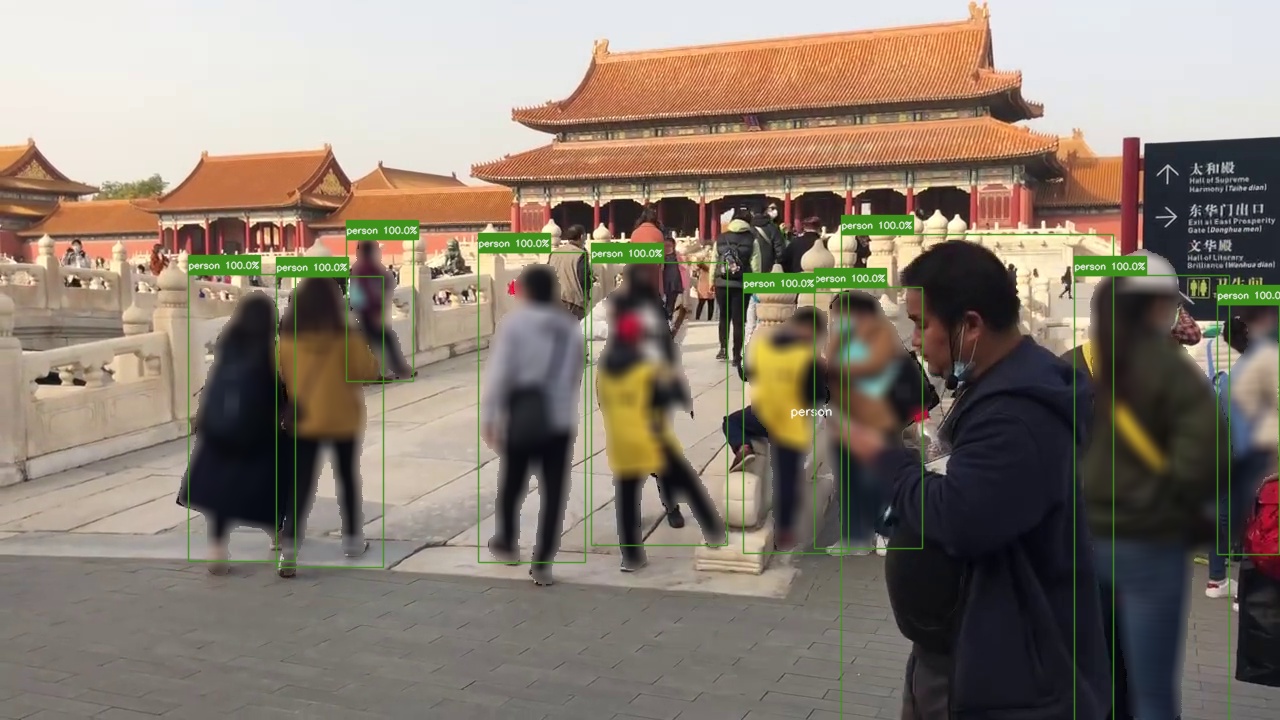 太和殿
Hall of Supreme
Harmony (Taihe dian)
东华门出口
Exit at East Prosperity
Gate (Donghua men)
文华殿
Hall of Literary
Brilliance (Wenhua dian)
person 100.0%
person 100.0%
person 100.0%
person 100.0%
person 100.0%
person 100.0%
person 100.0%
person 100.0%
person 100.0%
person 100.0%
person